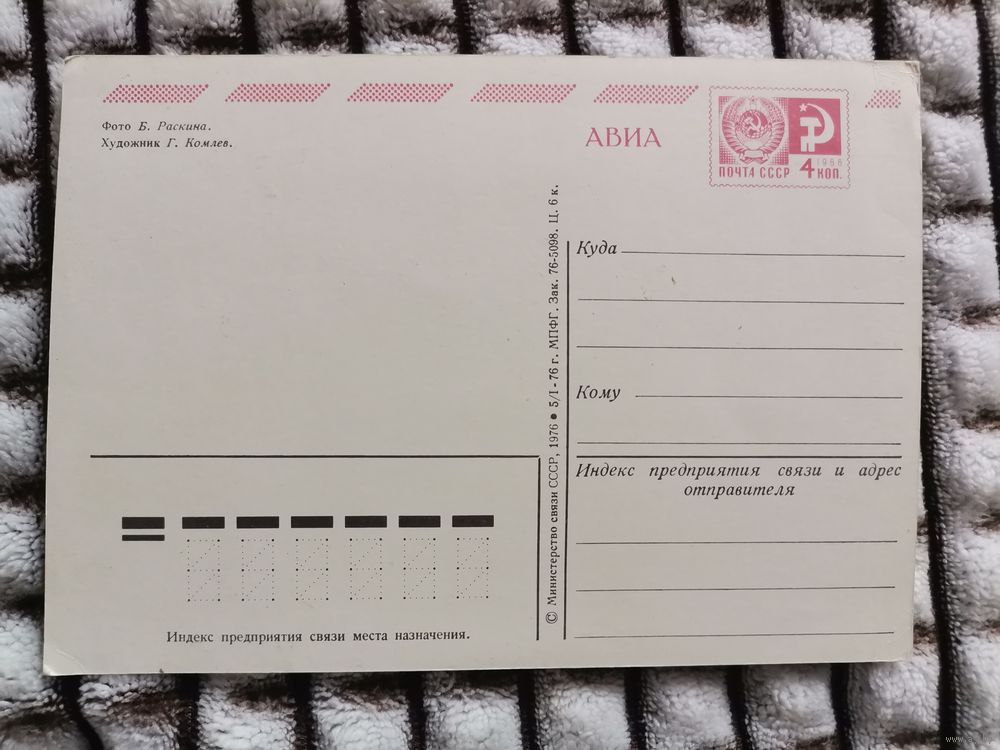 Фото Б. Раскина.
Художник Г. Комлев.
АВИА
ПОЧТА СССР
1966
4 КОП.
Куда
Кому
Индекс предприятия связи и адрес
отправителя
© Министерство связи СССР, 1976 ● 5/I-76 г. МПФГ. Зак. 76-5098. Ц. 6 к.
Индекс предприятия связи места назначения.